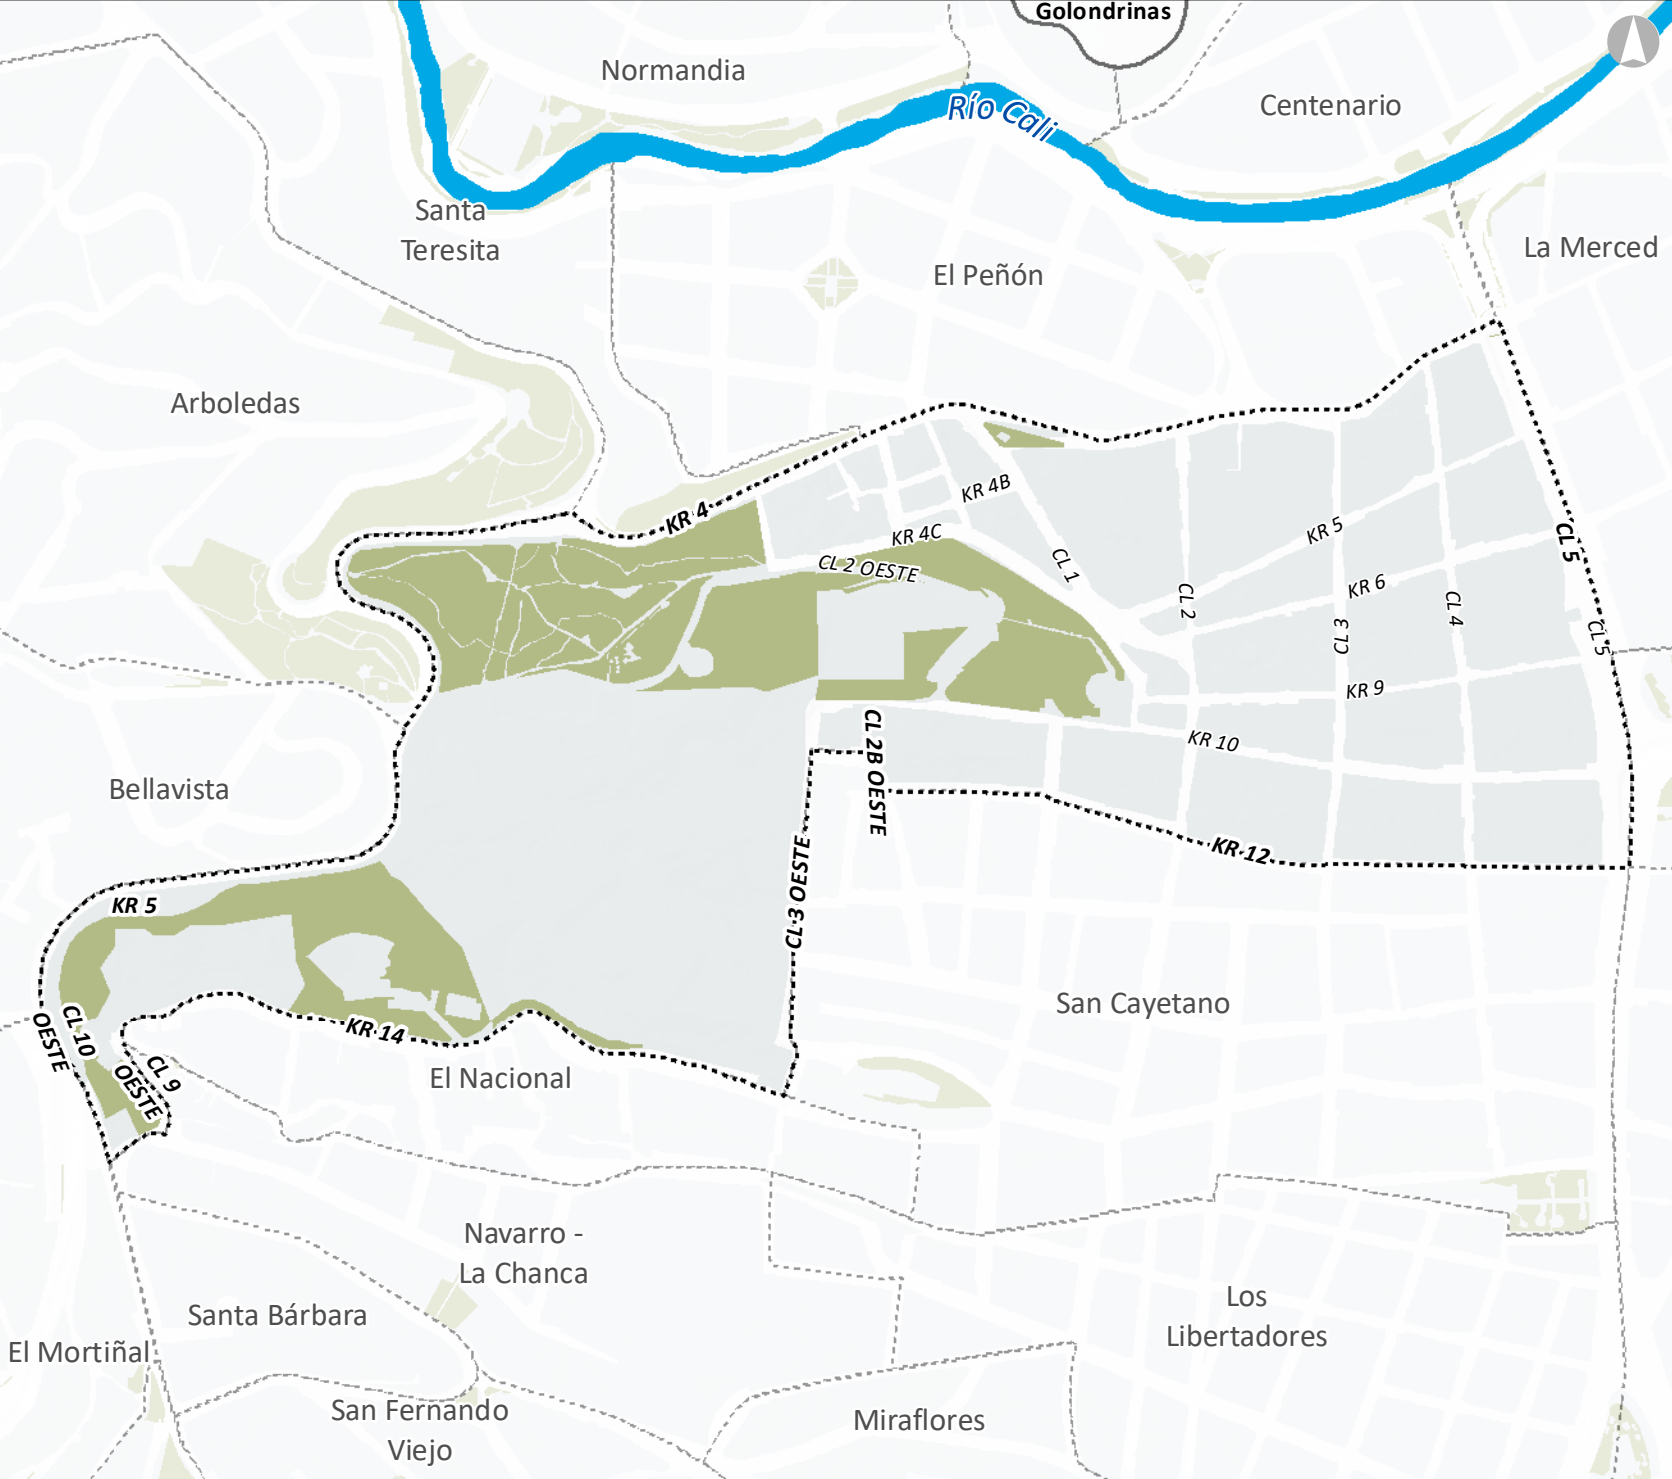 Golondrinas
Normandia
Río Cali
Centenario
Santa
Teresita
La Merced
El Peñón
Arboledas
KR 4B
KR 4
KR 4C
KR 5
CL 5
CL 2 OESTE
CL 1
KR 6
CL 2
CL 3
CL 4
CL 5
KR 9
KR 10
CL 2B OESTE
Bellavista
KR 12
CL 3 OESTE
KR 5
San Cayetano
CL 10
OESTE
KR 14
CL 9
OESTE
El Nacional
Navarro -
La Chanca
Santa Bárbara
Los
Libertadores
El Mortiñal
San Fernando
Viejo
Miraflores